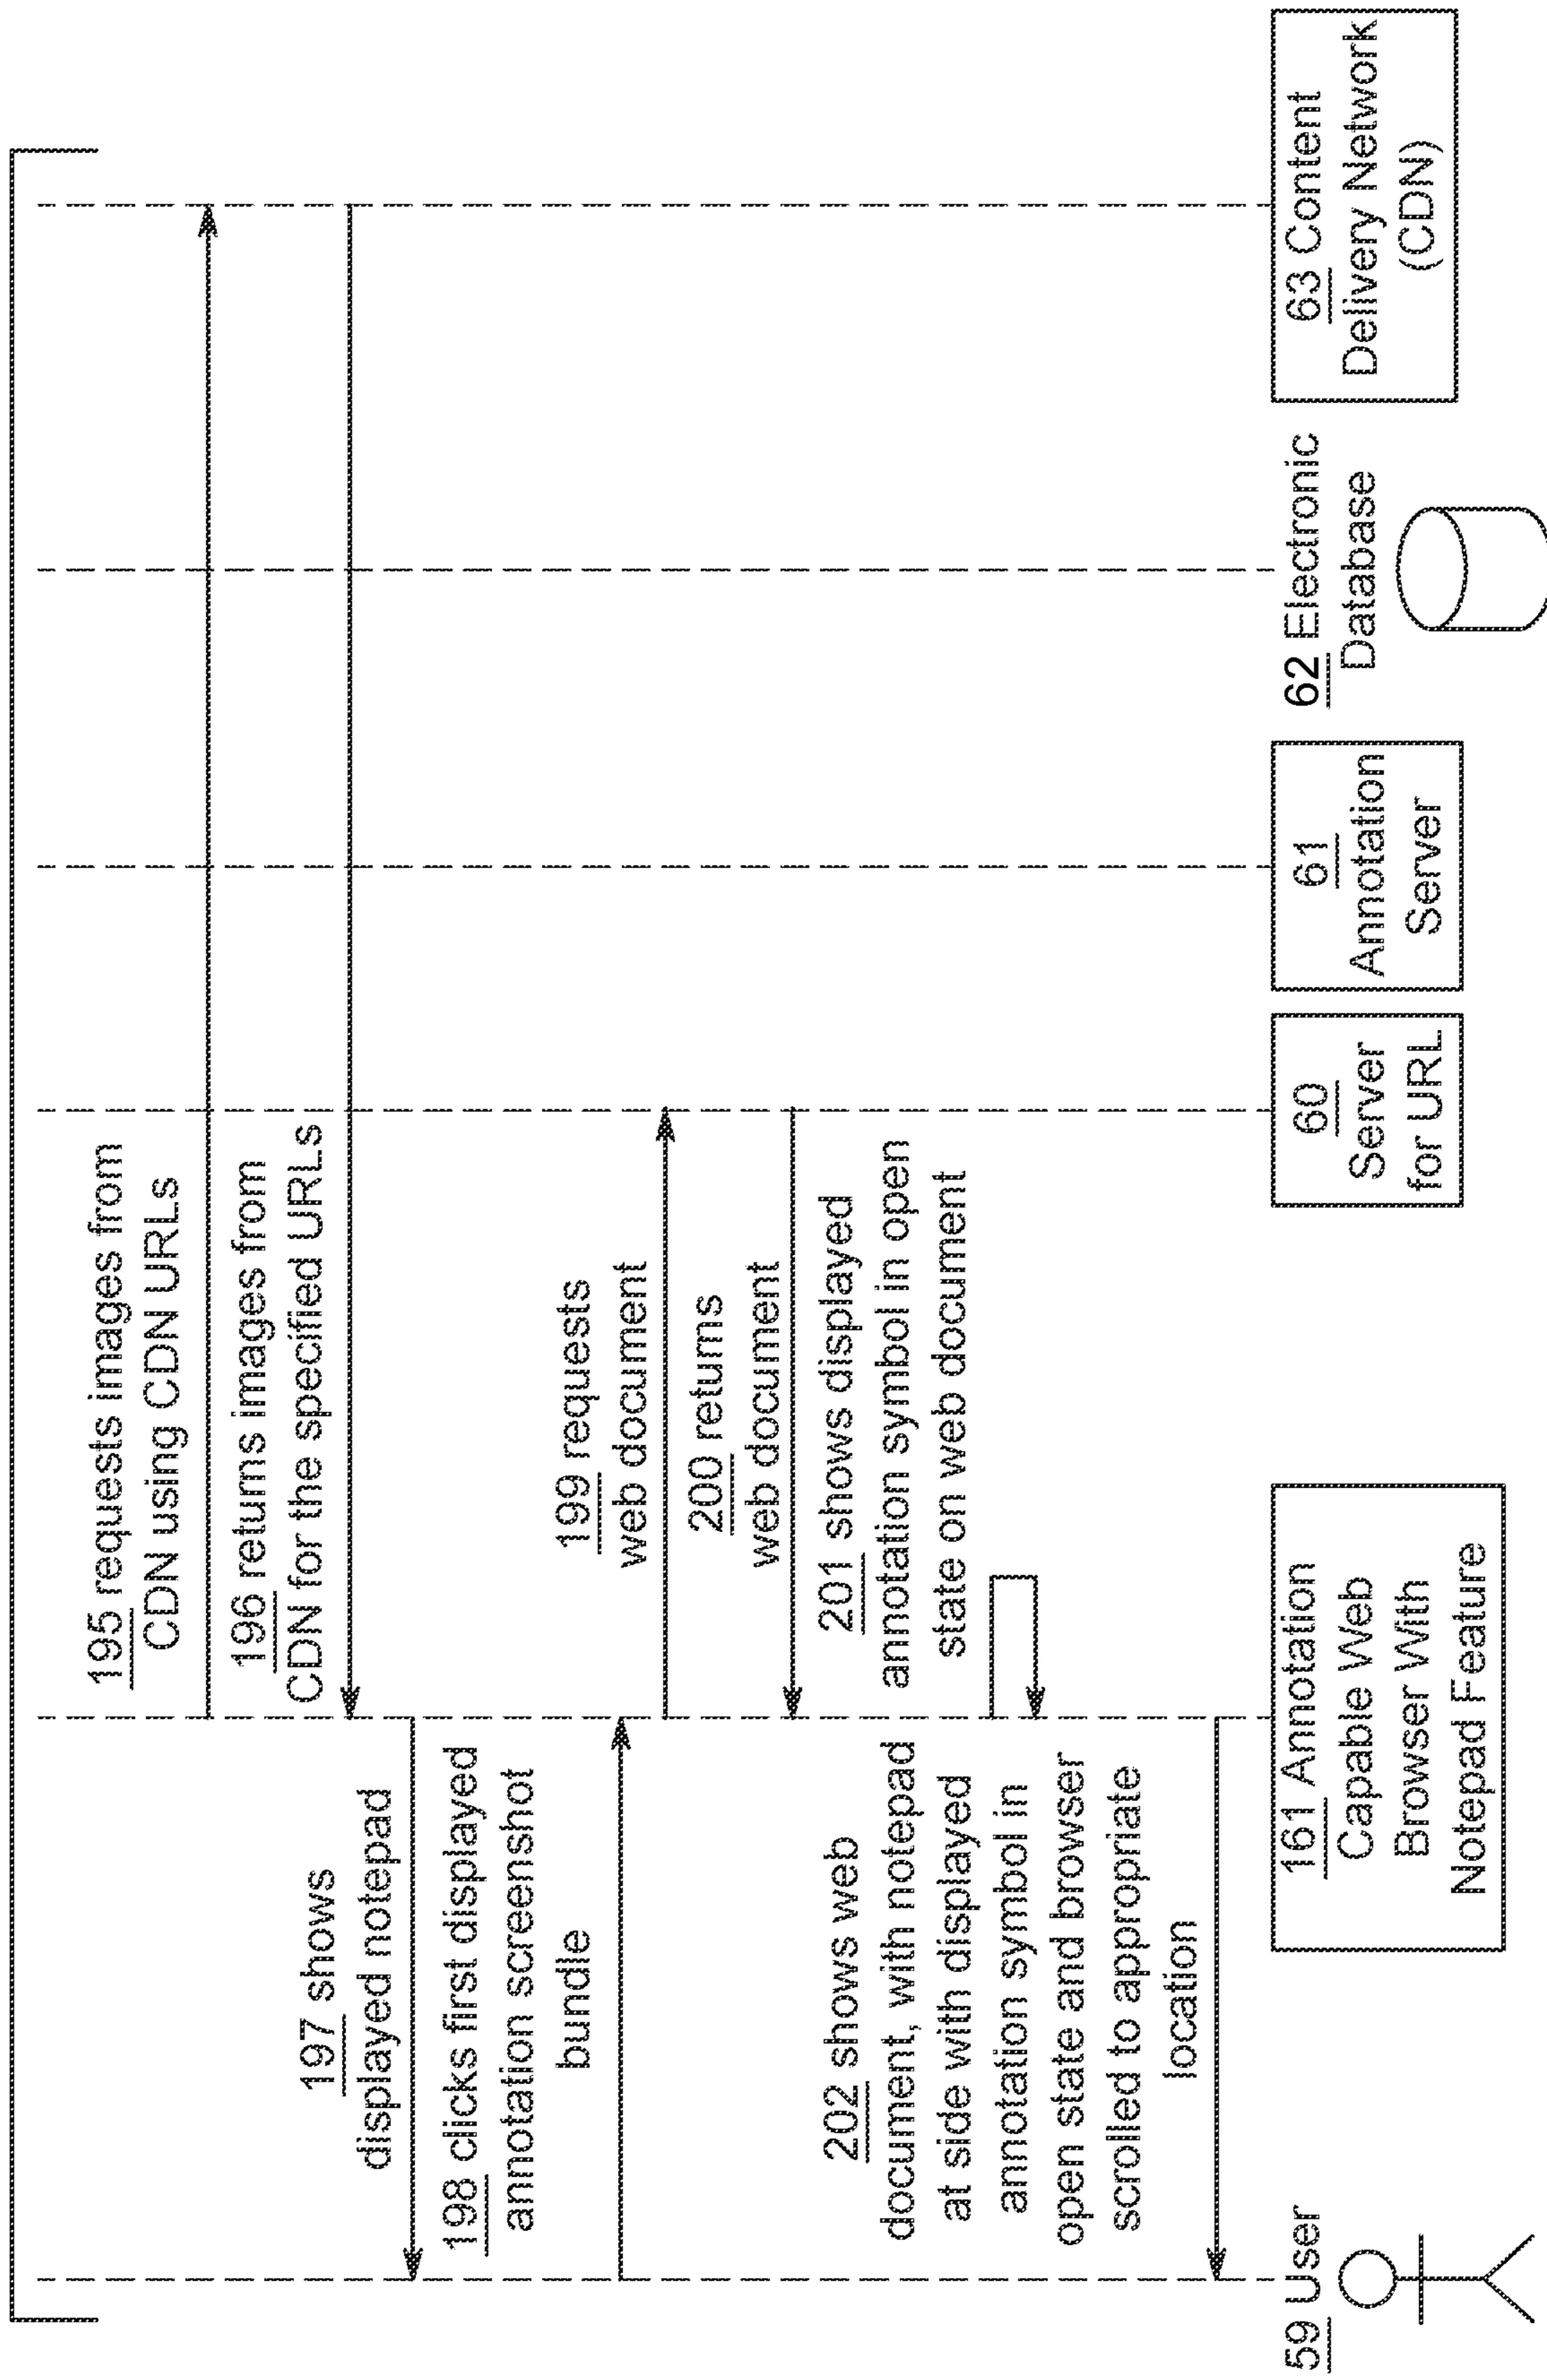 195 requests images from
CDN using CDN URLs
196 returns images from
CDN for the specified URLs
197 shows
displayed notepad
198 clicks first displayed
annotation screenshot
bundle
199 requests
web document
200 returns
web document
201 shows displayed
annotation symbol in open
state on web document
202 shows web
document, with notepad
at side with displayed
annotation symbol in
open state and browser
scrolled to appropriate
location
59 User
161 Annotation
Capable Web
Browser With
Notepad Feature
60
Server
for URL
61
Annotation
Server
62 Electronic
Database
63 Content
Delivery Network
(CDN)